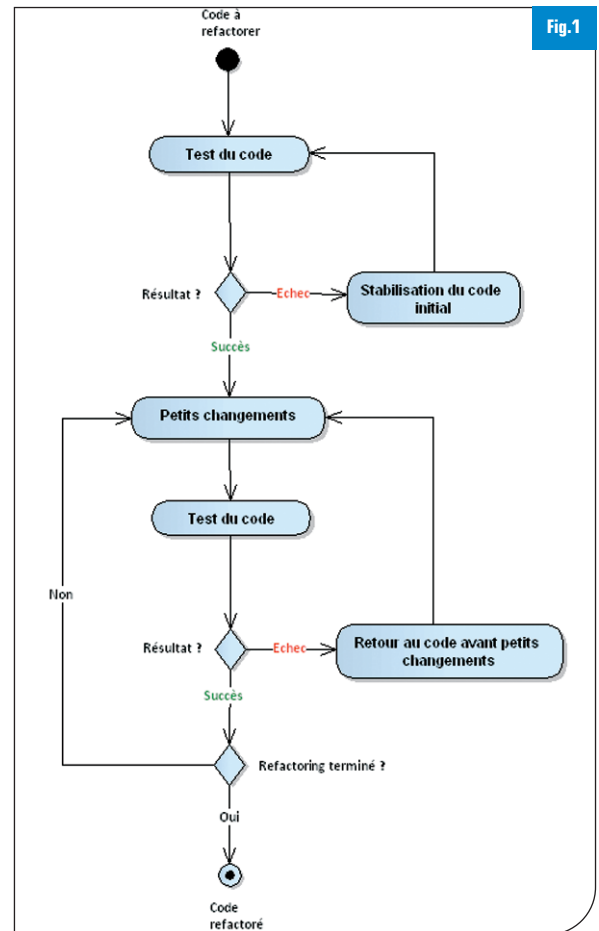 Fig.1
Code à
refactorer
Test du code
Résultat ?
Echec
Stabilisation du code
initial
Succès
Petits changements
Test du code
Non
Résultat ?
Echec
Retour au code avant petits
changements
Succès
Refactoring terminé ?
Oui
Code
refactoré